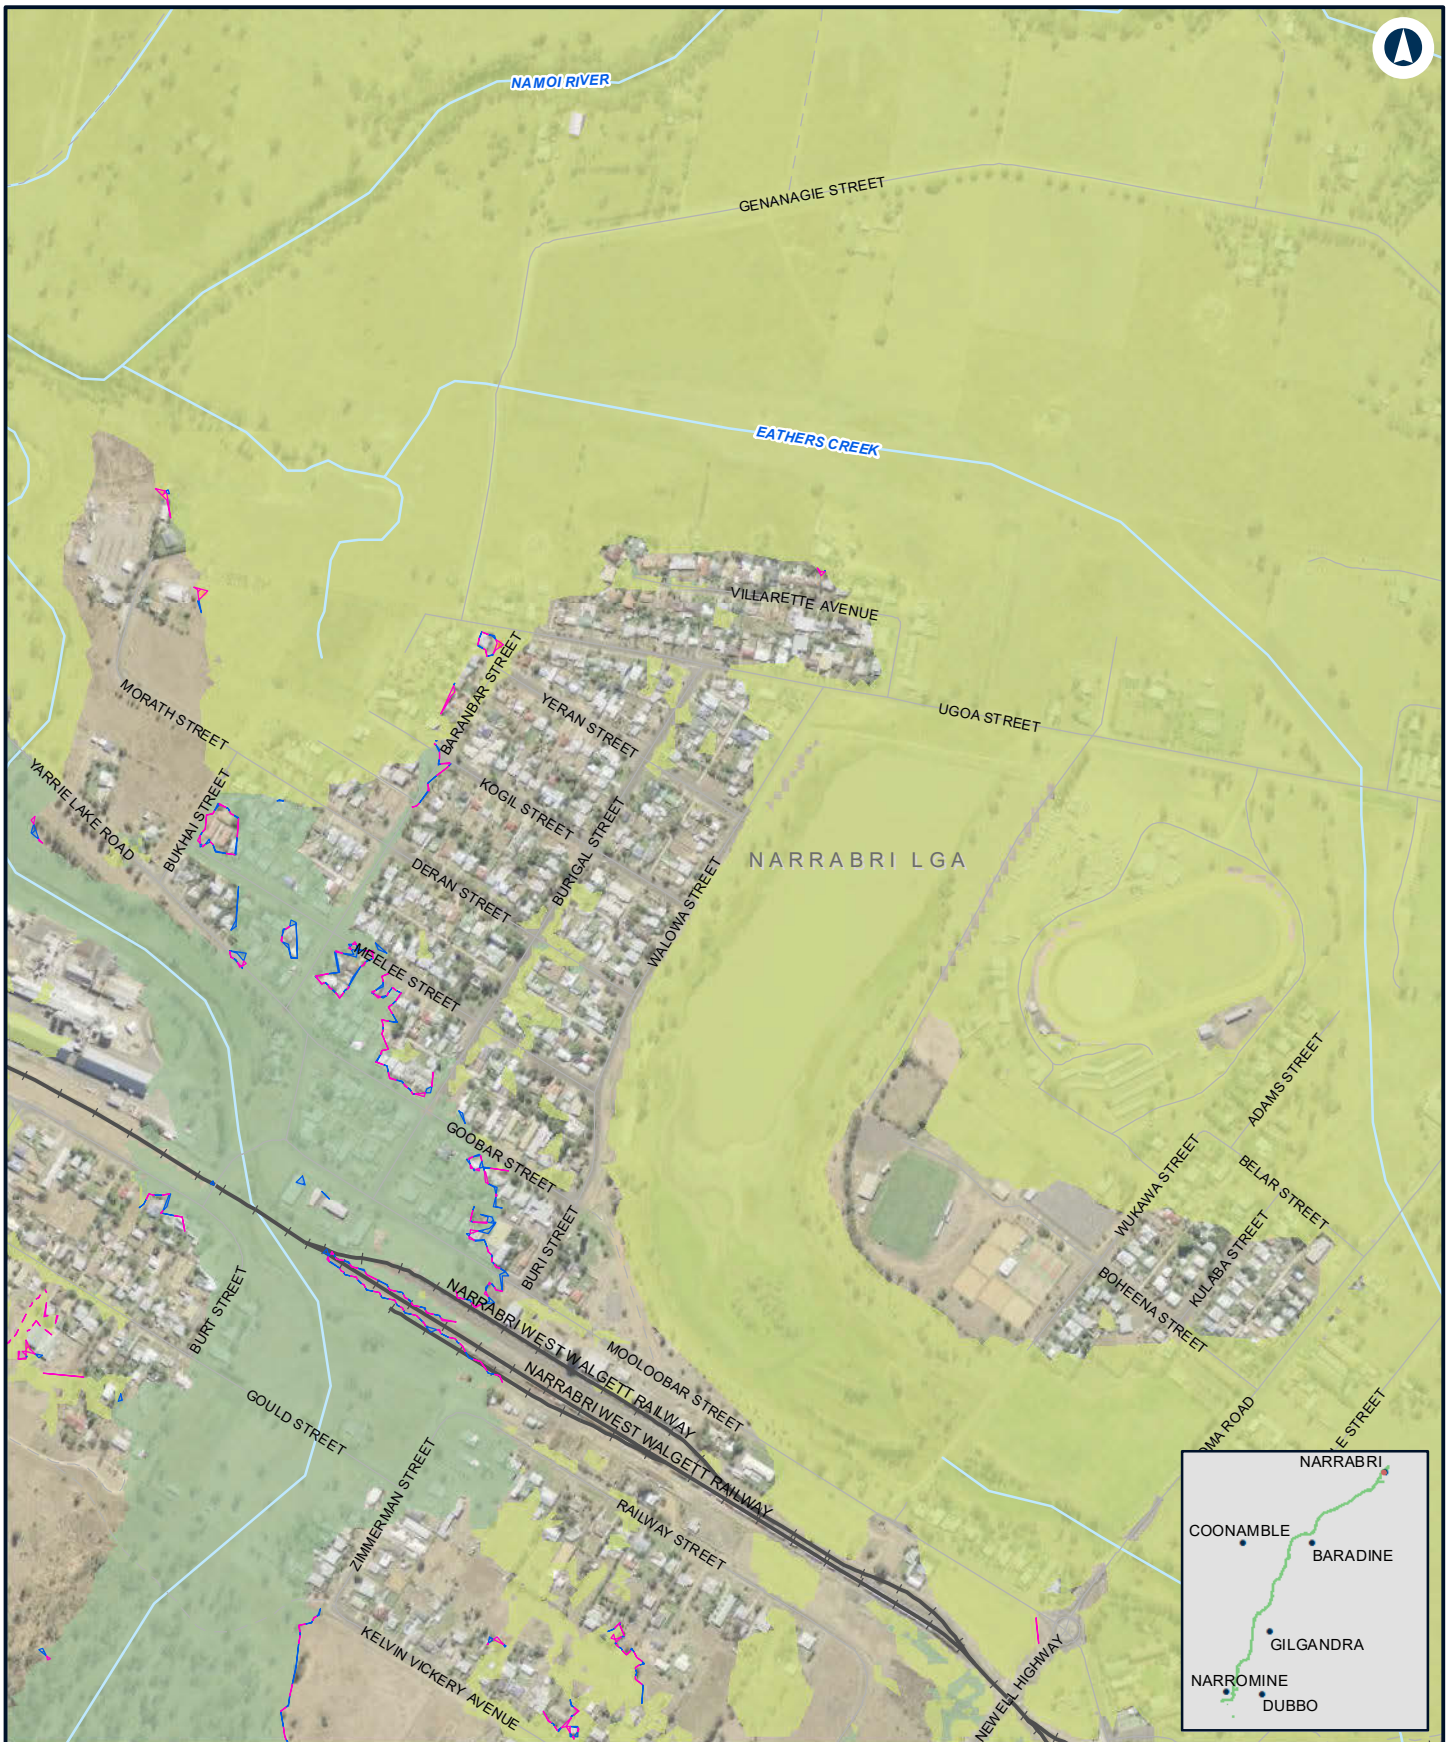 NAMOI RIVER
GENANAGIE STREET
EATHERS CREEK
VILLARETTE AVENUE
BARANBAR STREET
YERAN STREET
UGOA STREET
MORATH STREET
YARRIE LAKE ROAD
BUKHAI STREET
KOGIL STREET
BURIGAL STREET
NARRABRI LGA
DERAN STREET
WALOWA STREET
MEELEE STREET
ADAMS STREET
GOOBAR STREET
WUKAWA STREET
BELAR STREET
BURI STREET
KULABA STREET
BOHEENA STREET
BURT STREET
NARRABRI WEST WALGETT RAILWAY
MOOLOOBAR STREET
NARRABRI WEST WALGETT RAILWAY
GOULD STREET
OMA ROAD
LE STREET
ZIMMERMAN STREET
RAILWAY STREET
KELVIN VICKERY AVENUE
NEWELL HIGHWAY
NARRABRI
COONAMBLE
BARADINE
GILGANDRA
NARROMINE
DUBBO